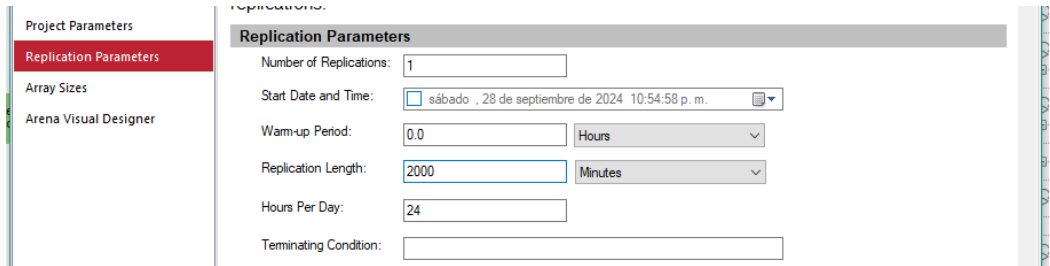 replications.
Project Parameters
Replication Parameters
Array Sizes
Arena Visual Designer
Replication Parameters
Number of Replications: 1
Start Date and Time: sábado , 28 de septiembre de 2024 10:54:58 p. m.
Warm-up Period: 0.0 Hours
Replication Length: 2000 Minutes
Hours Per Day: 24
Terminating Condition: